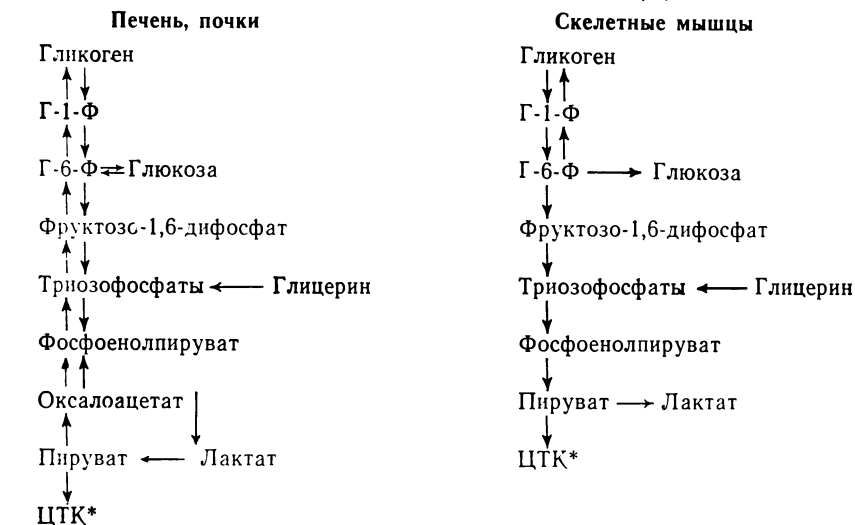 Печень, почки
Гликоген
Г-1-Ф
Г-6-Ф ⇌ Глюкоза
Фруктозо-1,6-дифосфат
Триозофосфаты ← Глицерин
Фосфоенолпируват
Оксалоацетат
Пируват ← Лактат
ЦТК*
Скелетные мышцы
Гликоген
Г-1-Ф
Г-6-Ф → Глюкоза
Фруктозо-1,6-дифосфат
Триозофосфаты ← Глицерин
Фосфоенолпируват
Пируват → Лактат
ЦТК*